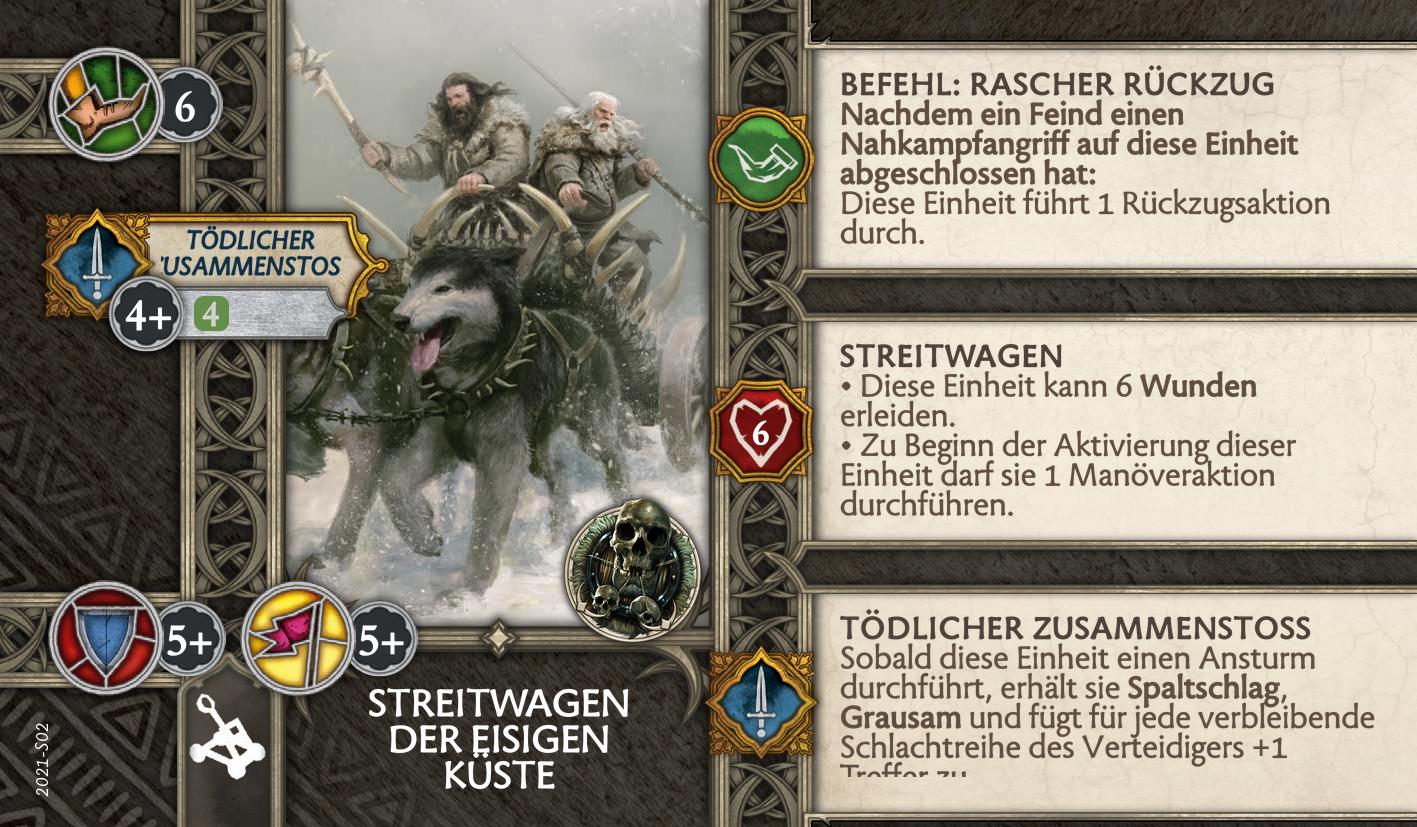 6
TÖDLICHER
'USAMMENSTOS
4+
4
5+
5+
STREITWAGEN
DER EISIGEN
KÜSTE
2021-S02
BEFEHL: RASCHER RÜCKZUG
Nachdem ein Feind einen
Nahkampfangriff auf diese Einheit
abgeschlossen hat:
Diese Einheit führt 1 Rückzugsaktion
durch.
6
STREITWAGEN
• Diese Einheit kann 6 Wunden
erleiden.
• Zu Beginn der Aktivierung dieser
Einheit darf sie 1 Manöveraktion
durchführen.
TÖDLICHER ZUSAMMENSTOSS
Sobald diese Einheit einen Ansturm
durchführt, erhält sie Spaltschlag,
Grausam und fügt für jede verbleibende
Schlachtreihe des Verteidigers +1
Treffer zu